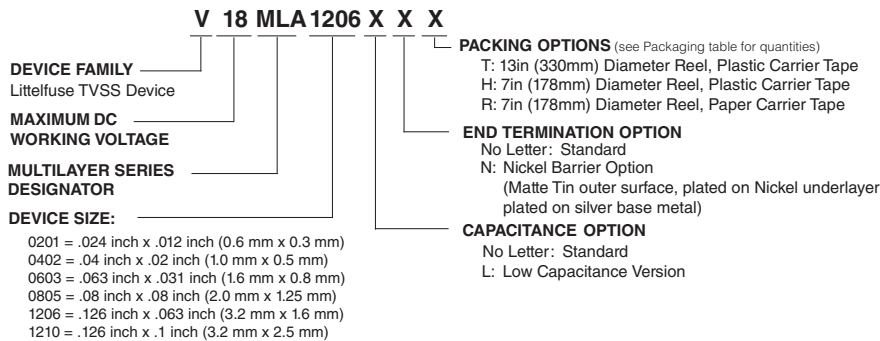 V 18 MLA 1206 X X X
DEVICE FAMILY
Littelfuse TVSS Device
MAXIMUM DC
WORKING VOLTAGE
MULTILAYER SERIES
DESIGNATOR
DEVICE SIZE:
0201 = .024 inch x .012 inch (0.6 mm x 0.3 mm)
0402 = .04 inch x .02 inch (1.0 mm x 0.5 mm)
0603 = .063 inch x .031 inch (1.6 mm x 0.8 mm)
0805 = .08 inch x .08 inch (2.0 mm x 1.25 mm)
1206 = .126 inch x .063 inch (3.2 mm x 1.6 mm)
1210 = .126 inch x .1 inch (3.2 mm x 2.5 mm)
PACKING OPTIONS (see Packaging table for quantities)
T: 13in (330mm) Diameter Reel, Plastic Carrier Tape
H: 7in (178mm) Diameter Reel, Plastic Carrier Tape
R: 7in (178mm) Diameter Reel, Paper Carrier Tape
END TERMINATION OPTION
No Letter: Standard
N: Nickel Barrier Option
(Matte Tin outer surface, plated on Nickel underlayer
plated on silver base metal)
CAPACITANCE OPTION
No Letter: Standard
L: Low Capacitance Version